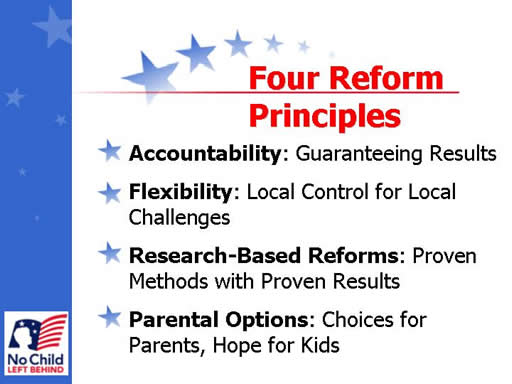 Four Reform
Principles
Accountability: Guaranteeing Results
Flexibility: Local Control for Local
Challenges
Research-Based Reforms: Proven
Methods with Proven Results
Parental Options: Choices for
Parents, Hope for Kids
No Child
LEFT BEHIND